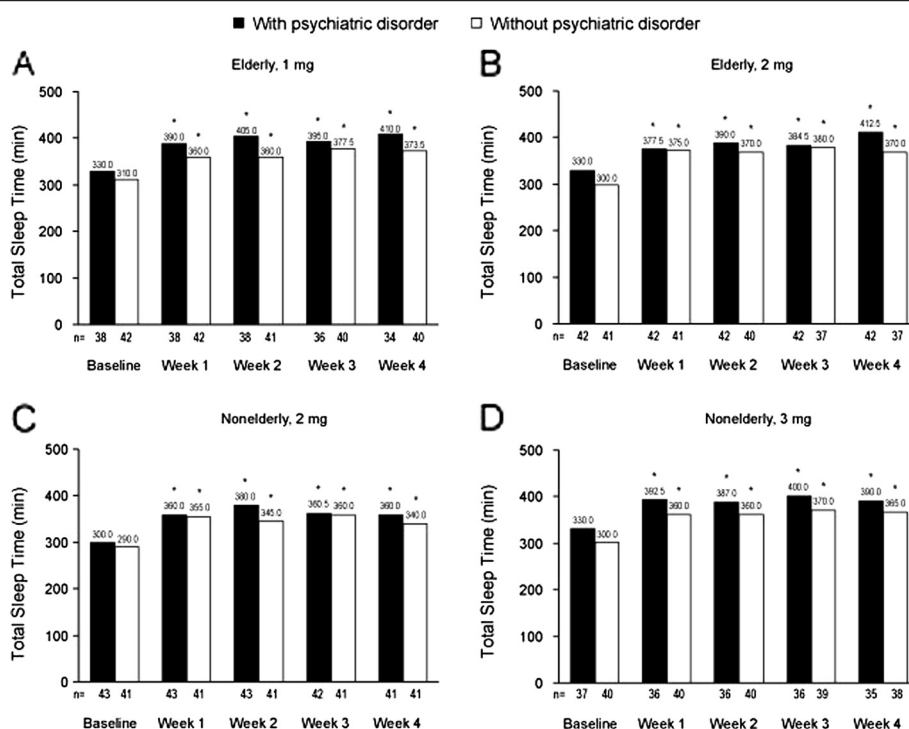 With psychiatric disorder Without psychiatric disorder
A
Elderly, 1 mg
Total Sleep Time (min)
500
400
300
200
100
0
330.0 310.0 390.0 360.0 405.0 360.0 395.0 377.5 410.0 373.5
* * * * * * * *
n= 38 42 38 42 38 41 36 40 34 40
Baseline Week 1 Week 2 Week 3 Week 4
B
Elderly, 2 mg
Total Sleep Time (min)
500
400
300
200
100
0
330.0 300.0 377.5 375.0 390.0 370.0 384.5 380.0 412.5 370.0
* * * * * * * *
n= 42 41 42 41 42 40 42 37 42 37
Baseline Week 1 Week 2 Week 3 Week 4
C
Nonelderly, 2 mg
Total Sleep Time (min)
500
400
300
200
100
0
300.0 290.0 360.0 355.0 380.0 345.0 360.5 360.0 360.0 340.0
* * * * * * * *
n= 43 41 43 41 43 41 42 41 41 41
Baseline Week 1 Week 2 Week 3 Week 4
D
Nonelderly, 3 mg
Total Sleep Time (min)
500
400
300
200
100
0
330.0 300.0 392.5 360.0 387.0 360.0 400.0 370.0 390.0 365.0
* * * * * * * *
n= 37 40 36 40 36 40 36 39 35 38
Baseline Week 1 Week 2 Week 3 Week 4